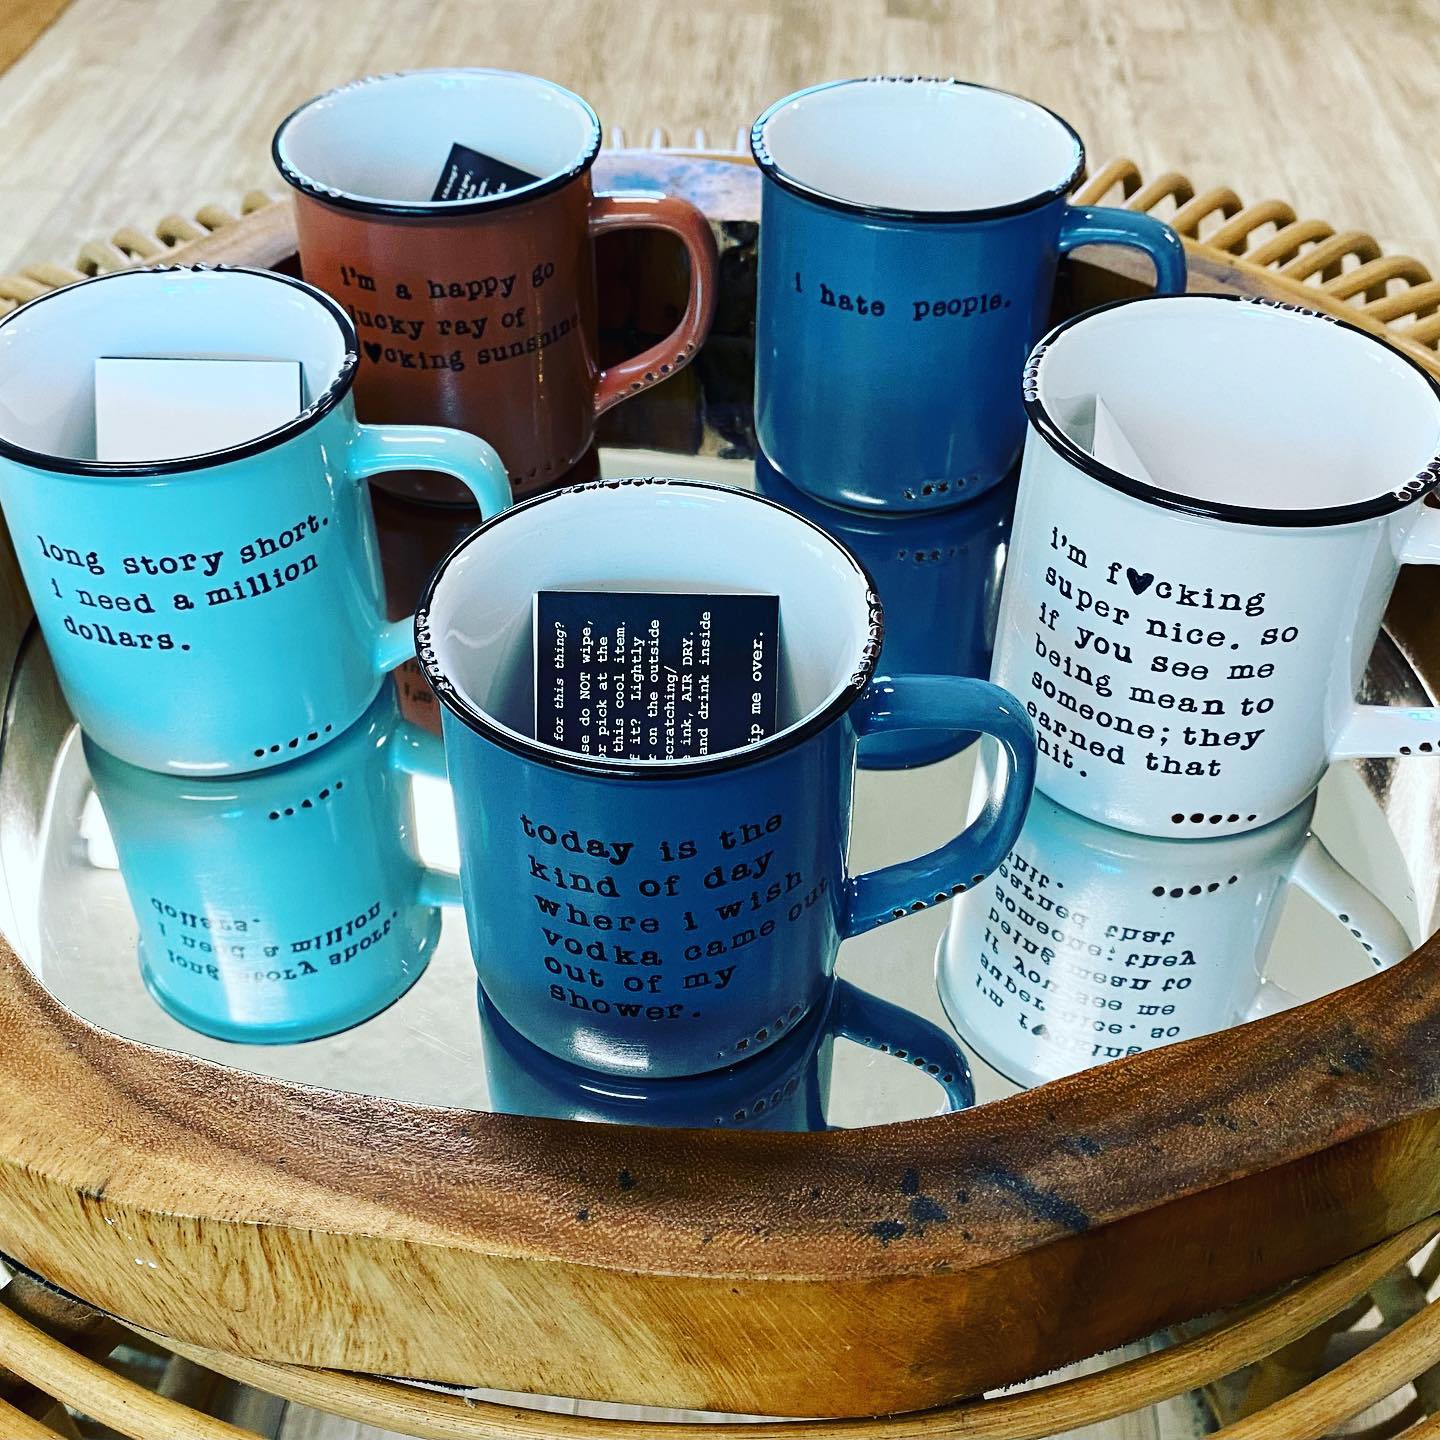 i'm a happy go
lucky ray of
f♥cking sunshine
i hate people.
long story short.
i need a million
dollars.
i'm f♥cking
super nice. so
if you see me
being mean to
someone; they
earned that
hit.
for this thing?
do NOT wipe,
or pick at the
this cool item.
it? Lightly
on the outside
scratching/
ink, AIR DRY.
and drink inside
me over.
today is the
kind of day
where i wish
vodka came out
out of my
shower.